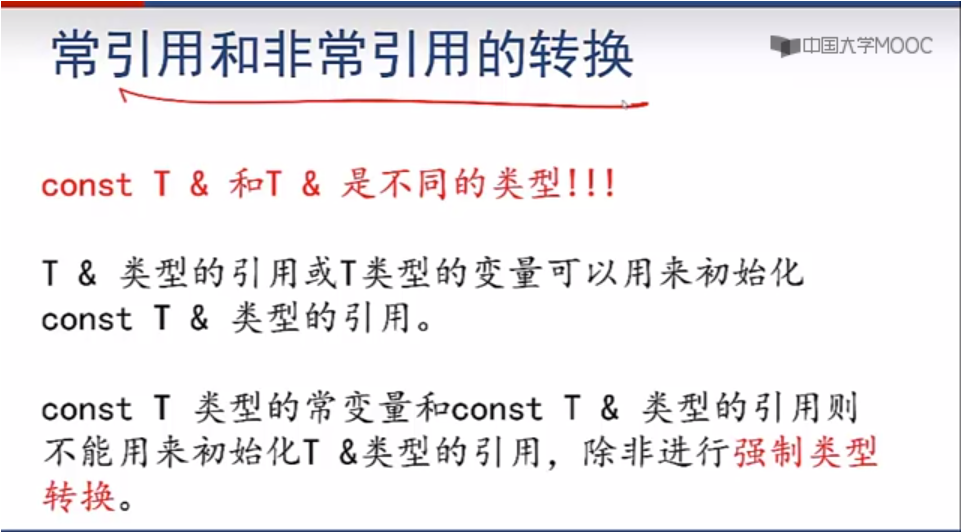 常引用和非常引用的转换
中国大学MOOC
const T & 和T & 是不同的类型!!!
T & 类型的引用或T类型的变量可以用来初始化
const T & 类型的引用。
const T 类型的常变量和const T & 类型的引用则
不能用来初始化T &类型的引用，除非进行强制类型
转换。